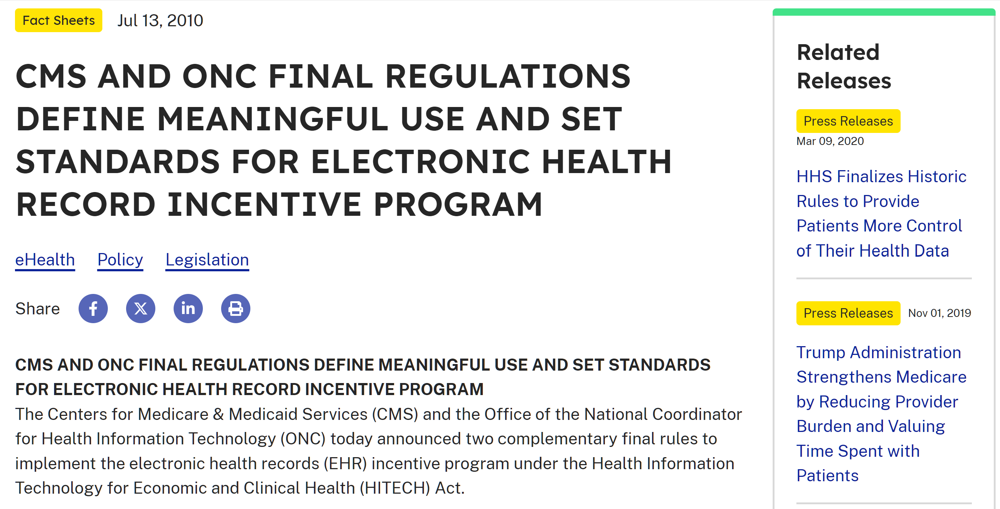 Fact Sheets Jul 13, 2010
CMS AND ONC FINAL REGULATIONS
DEFINE MEANINGFUL USE AND SET
STANDARDS FOR ELECTRONIC HEALTH
RECORD INCENTIVE PROGRAM
eHealth Policy Legislation
Share
CMS AND ONC FINAL REGULATIONS DEFINE MEANINGFUL USE AND SET STANDARDS
FOR ELECTRONIC HEALTH RECORD INCENTIVE PROGRAM
The Centers for Medicare & Medicaid Services (CMS) and the Office of the National Coordinator
for Health Information Technology (ONC) today announced two complementary final rules to
implement the electronic health records (EHR) incentive program under the Health Information
Technology for Economic and Clinical Health (HITECH) Act.
Related
Releases
Press Releases
Mar 09, 2020
HHS Finalizes Historic
Rules to Provide
Patients More Control
of Their Health Data
Press Releases Nov 01, 2019
Trump Administration
Strengthens Medicare
by Reducing Provider
Burden and Valuing
Time Spent with
Patients